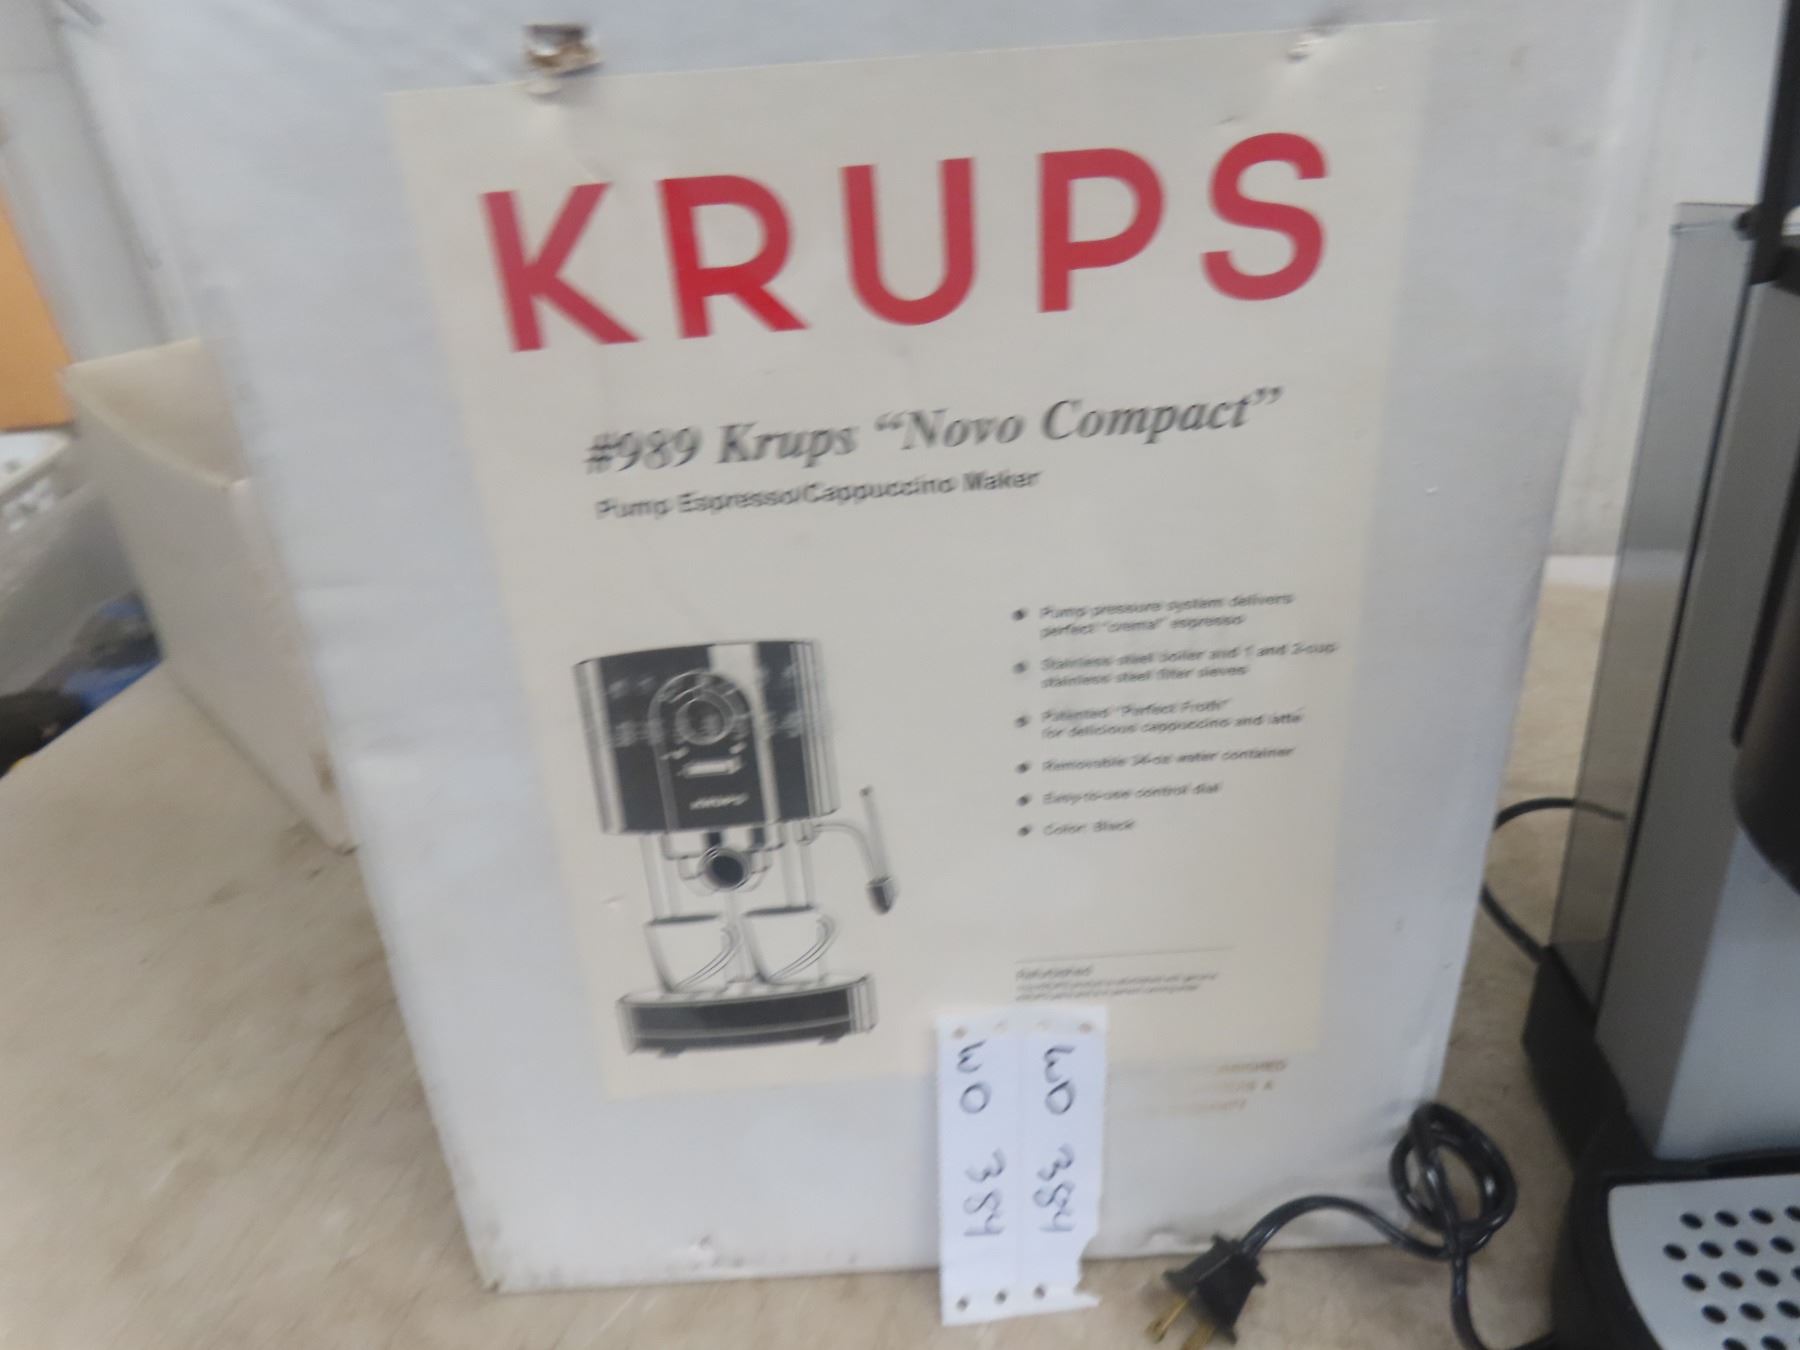 KRUPS
#989 Krups “Novo Compact”
Pump Espresso/Cappuccino Maker
Pump pressure system delivers
perfect "crema" espresso
Stainless steel boiler and 1 and 2-cup
stainless steel filter sieves
Patented "Perfect Froth"
for delicious cappuccino and latte
Removable water container
Easy-to-use control dial
Color: Black
KRUPS
WO 384
WO 384